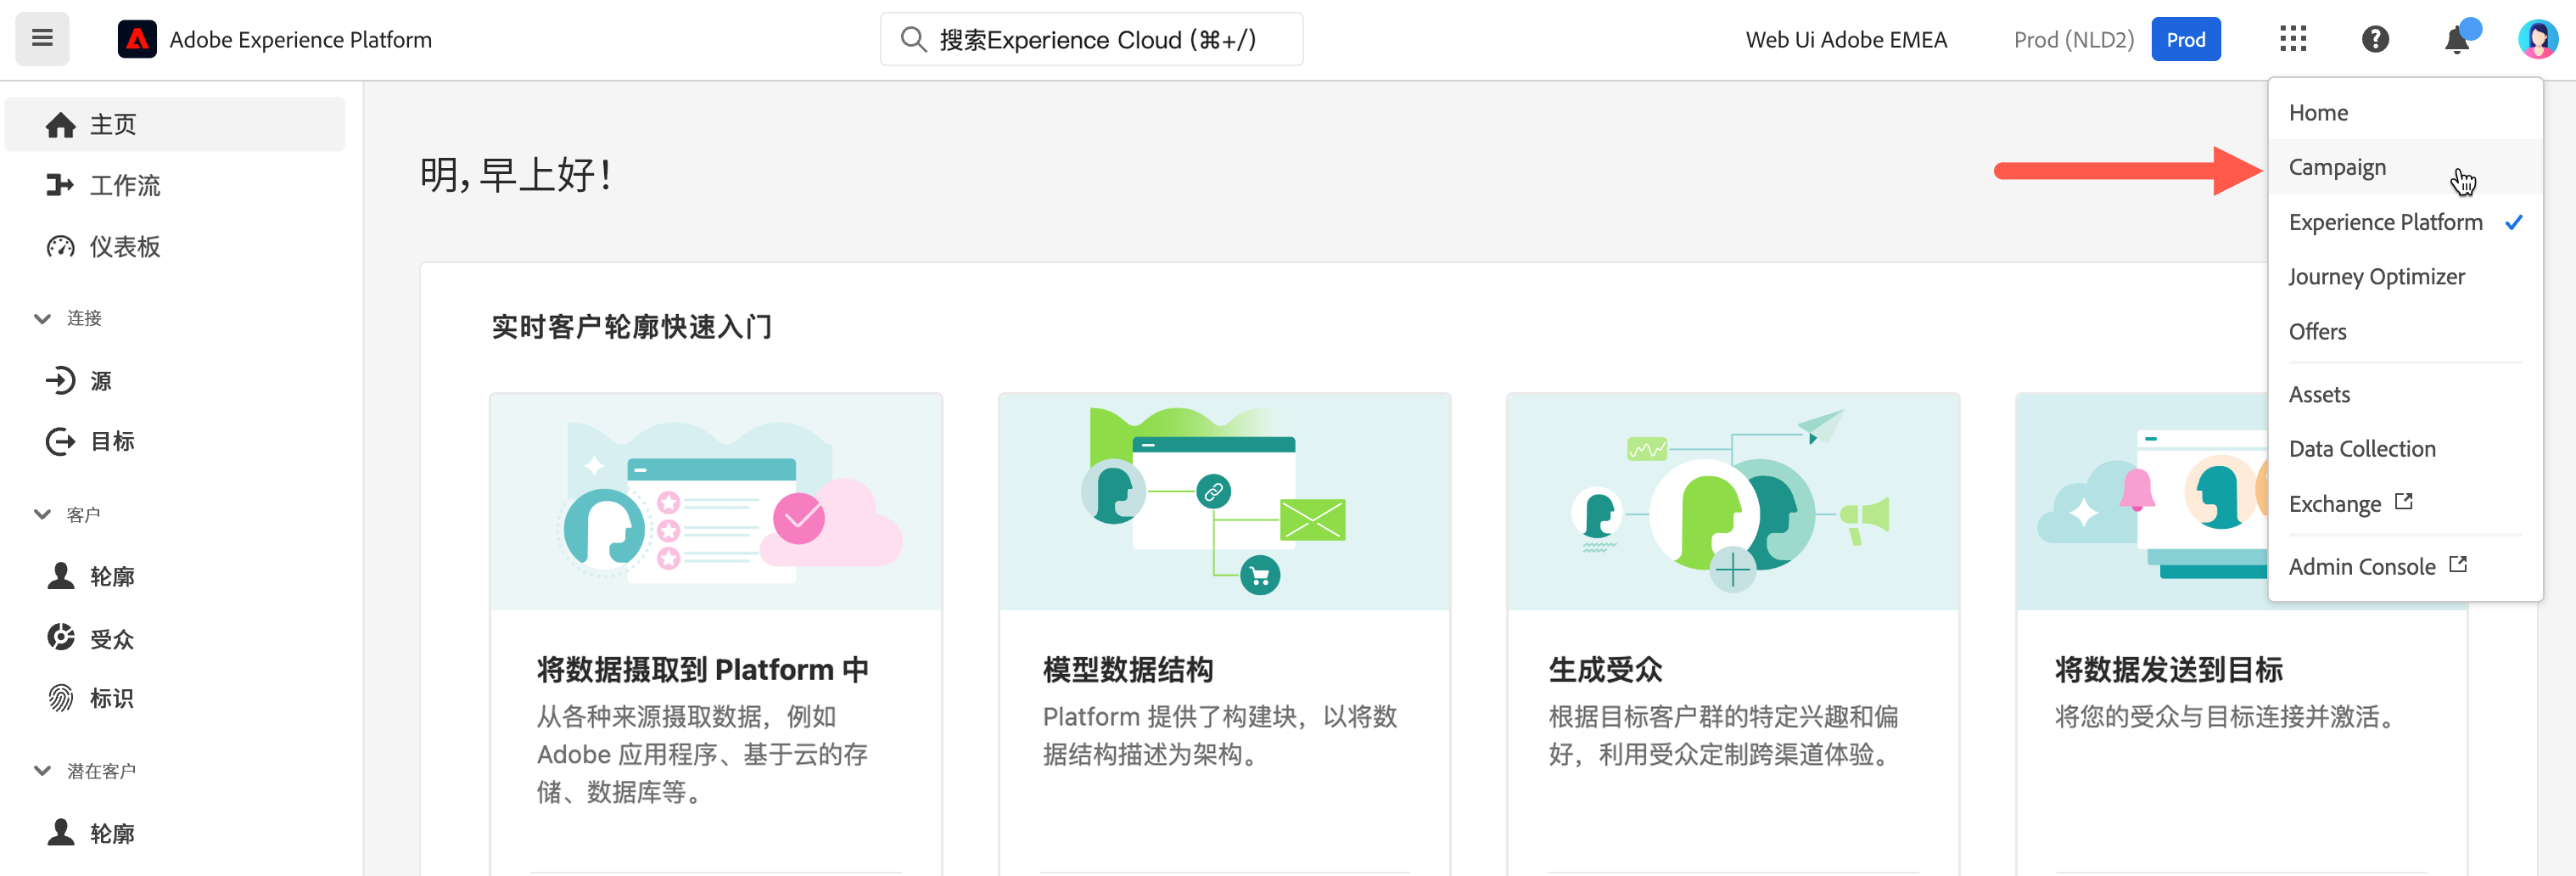 Adobe Experience Platform
搜索Experience Cloud (⌘+/)
Web Ui Adobe EMEA
Prod (NLD2)
Prod
主页
工作流
仪表板
连接
源
目标
客户
轮廓
受众
标识
潜在客户
轮廓
明，早上好！
实时客户轮廓快速入门
将数据摄取到 Platform 中
从各种来源摄取数据，例如
Adobe 应用程序、基于云的存
储、数据库等。
模型数据结构
Platform 提供了构建块，以将数
据结构描述为架构。
生成受众
根据目标客户群的特定兴趣和偏
好，利用受众定制跨渠道体验。
将数据发送到目标
将您的受众与目标连接并激活。
Home
Campaign
Experience Platform
Journey Optimizer
Offers
Assets
Data Collection
Exchange
Admin Console